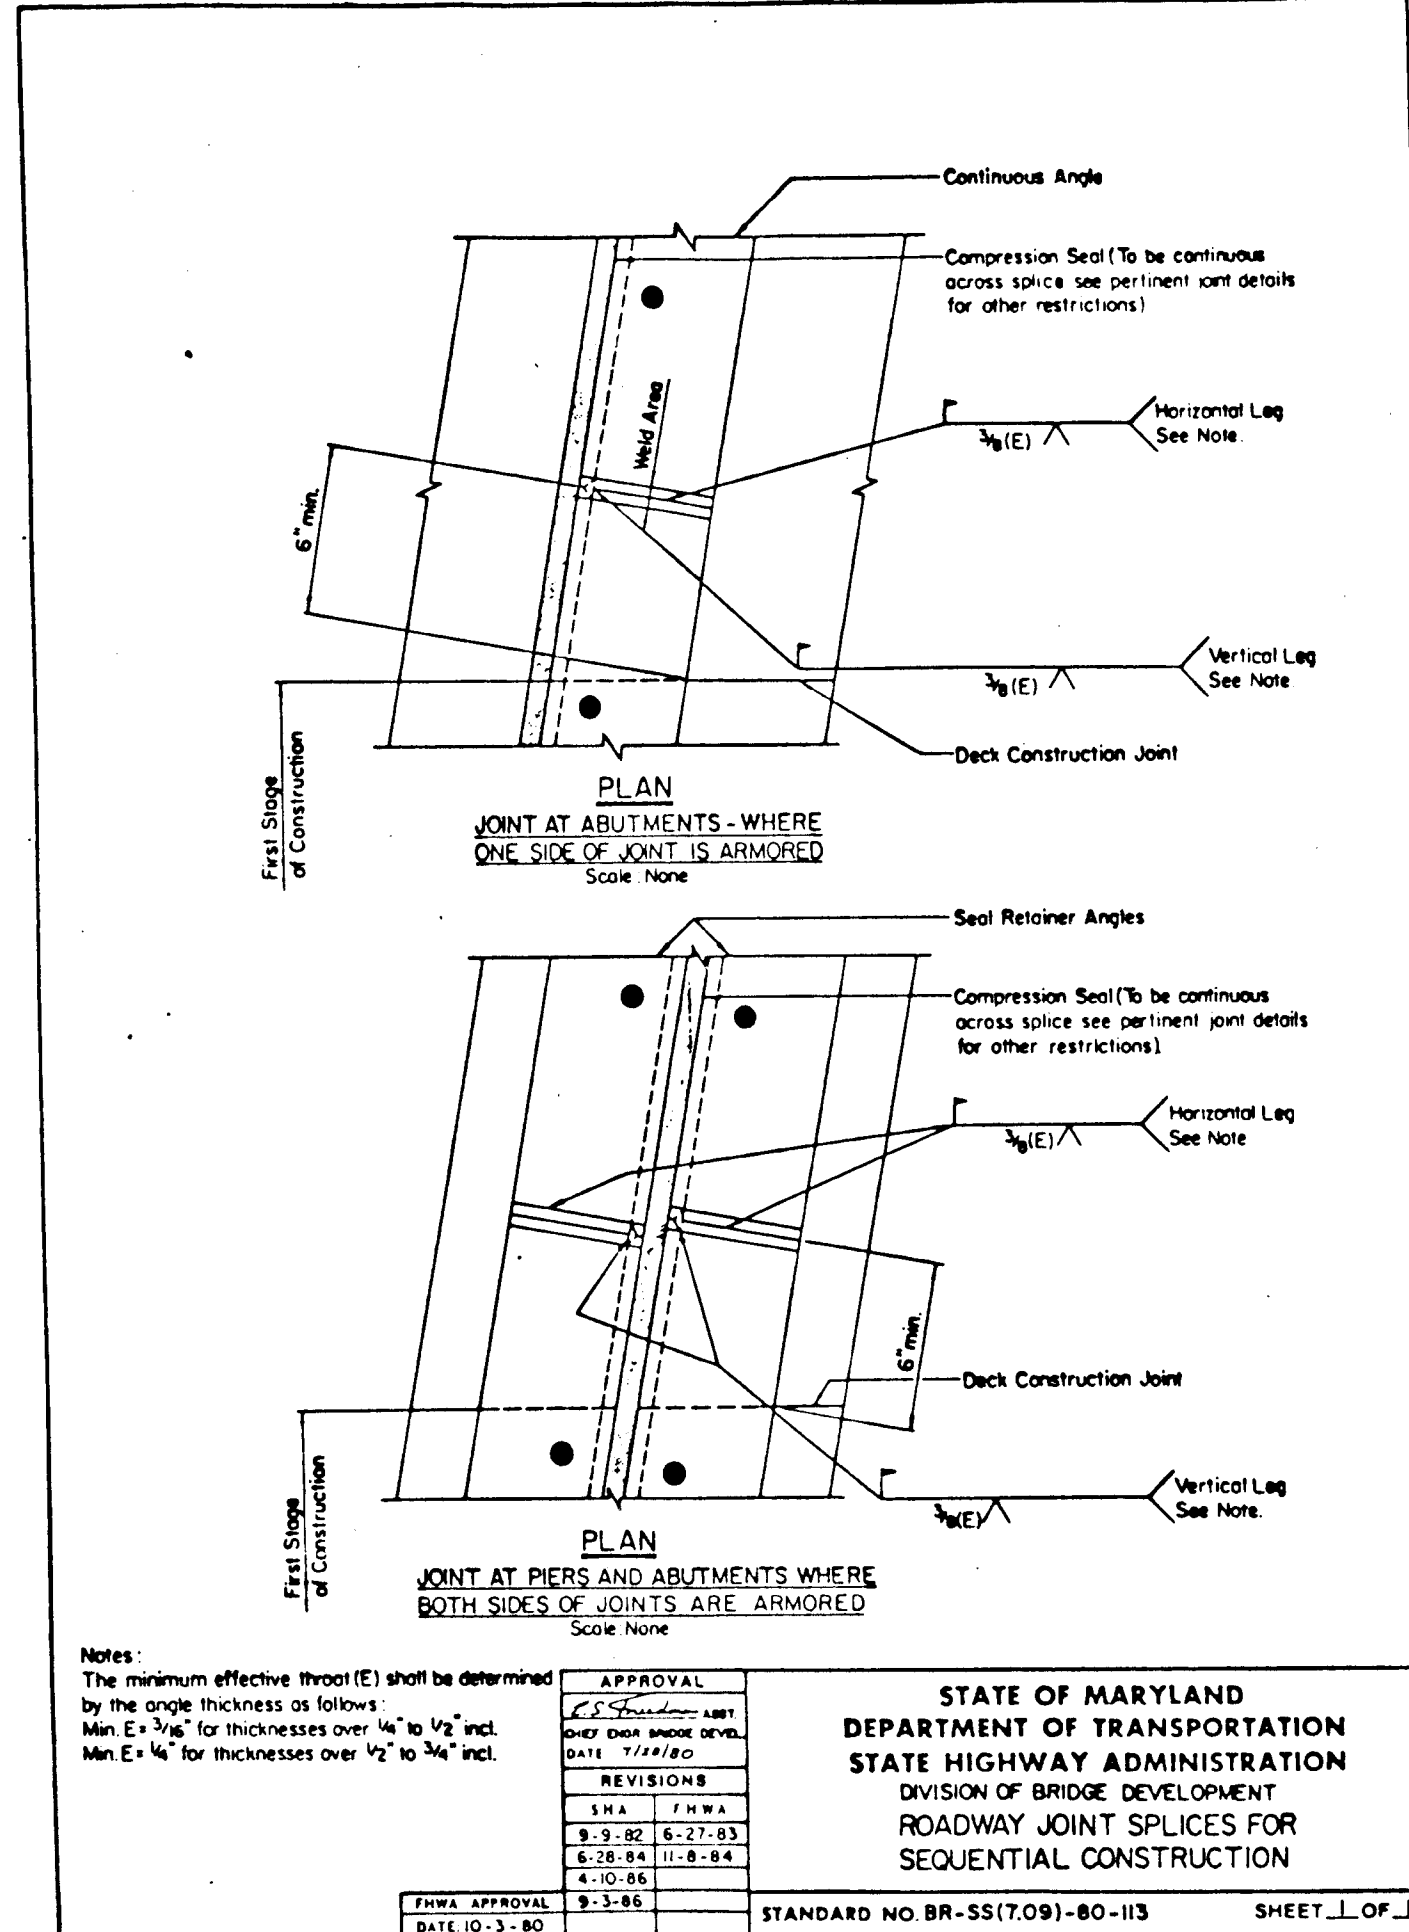 Continuous Angle
Compression Seal (To be continuous
across splice see pertinent joint details
for other restrictions)
Weld Area
Horizontal Leg
See Note.
3/8(E)
6" min.
Vertical Leg
See Note
3/8(E)
Deck Construction Joint
First Stage
of Construction
PLAN
JOINT AT ABUTMENTS - WHERE
ONE SIDE OF JOINT IS ARMORED
Scale: None
Seal Retainer Angles
Compression Seal (To be continuous
across splice see pertinent joint details
for other restrictions)
Horizontal Leg
See Note
3/8(E)
6" min.
Deck Construction Joint
First Stage
of Construction
Vertical Leg
See Note.
3/8(E)
PLAN
JOINT AT PIERS AND ABUTMENTS WHERE
BOTH SIDES OF JOINTS ARE ARMORED
Scale: None
Notes:
The minimum effective throat (E) shall be determined
by the angle thickness as follows:
Min. E = 3/16" for thicknesses over 1/4" to 1/2" incl.
Min. E = 1/4" for thicknesses over 1/2" to 3/4" incl.
APPROVAL
ASST.
CHIEF ENGR BRIDGE DEVEL.
DATE 7/28/80
REVISIONS
SHA FHWA
9-9-82 6-27-83
6-28-84 11-8-84
4-10-86
9-3-86
FHWA APPROVAL
DATE: 10-3-80
STATE OF MARYLAND
DEPARTMENT OF TRANSPORTATION
STATE HIGHWAY ADMINISTRATION
DIVISION OF BRIDGE DEVELOPMENT
ROADWAY JOINT SPLICES FOR
SEQUENTIAL CONSTRUCTION
STANDARD NO. BR-SS(7.09)-80-113 SHEET 1 OF 1